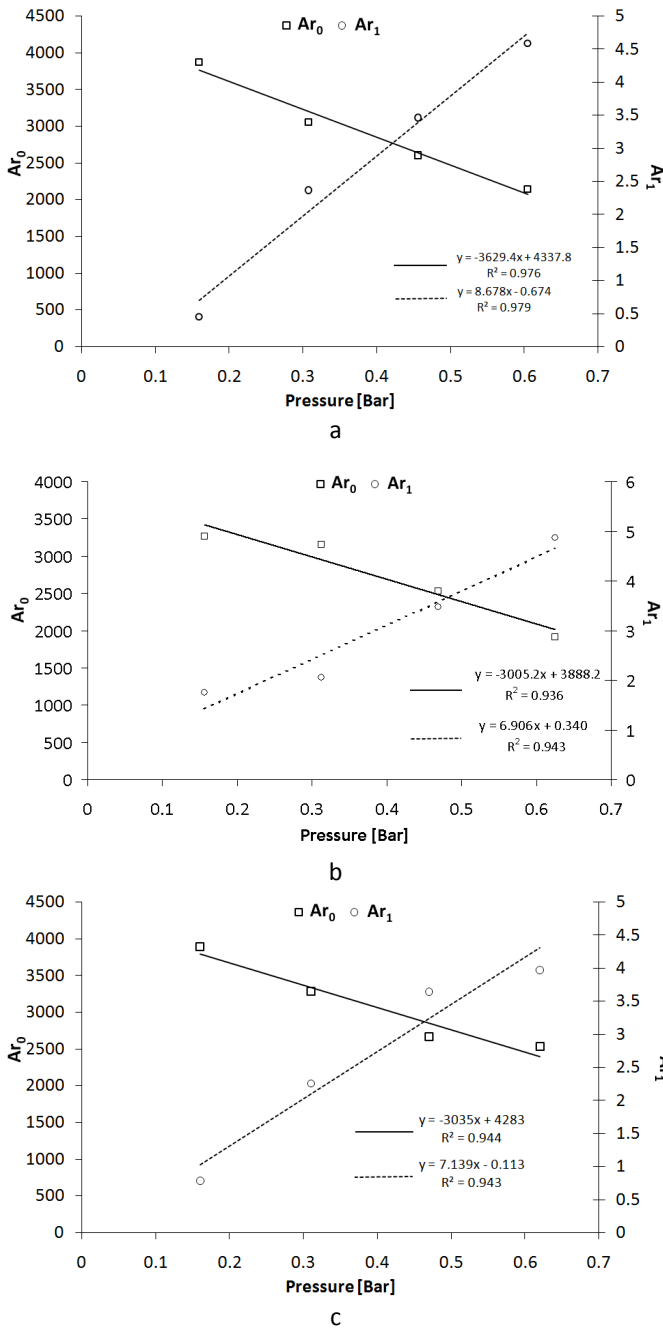 Ar0 Ar1
4500
4000
3500
3000
2500
2000
1500
1000
500
0
Ar0
5
4.5
4
3.5
3
2.5
2
1.5
1
0.5
0
Ar1
y = -3629.4x + 4337.8
R² = 0.976
y = 8.678x - 0.674
R² = 0.979
0 0.1 0.2 0.3 0.4 0.5 0.6 0.7
Pressure [Bar]
a
Ar0 Ar1
4000
3500
3000
2500
2000
1500
1000
500
0
Ar0
6
5
4
3
2
1
0
Ar1
y = -3005.2x + 3888.2
R² = 0.936
y = 6.906x + 0.340
R² = 0.943
0 0.1 0.2 0.3 0.4 0.5 0.6 0.7
Pressure [Bar]
b
Ar0 Ar1
4500
4000
3500
3000
2500
2000
1500
1000
500
0
Ar0
5
4.5
4
3.5
3
2.5
2
1.5
1
0.5
0
Ar1
y = -3035x + 4283
R² = 0.944
y = 7.139x - 0.113
R² = 0.943
0 0.1 0.2 0.3 0.4 0.5 0.6 0.7
Pressure [Bar]
c